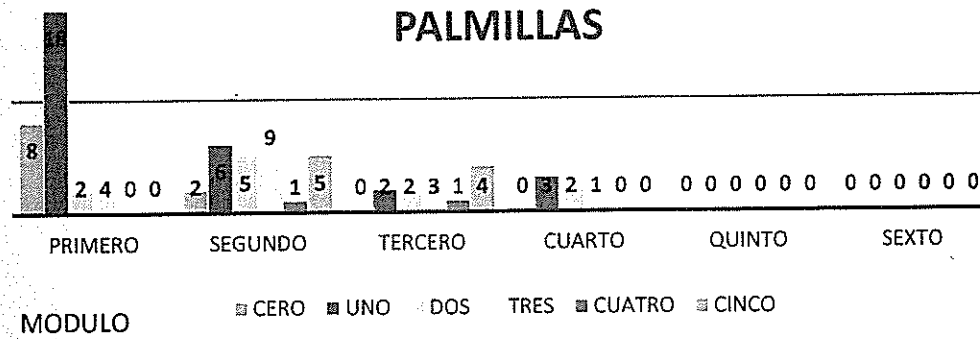 PALMILLAS
8 18 2 4 0 0 2 6 5 9 1 5 0 2 2 3 1 4 0 3 2 1 0 0 0 0 0 0 0 0 0 0 0 0 0 0
PRIMERO SEGUNDO TERCERO CUARTO QUINTO SEXTO
CERO UNO DOS TRES CUATRO CINCO
MODULO